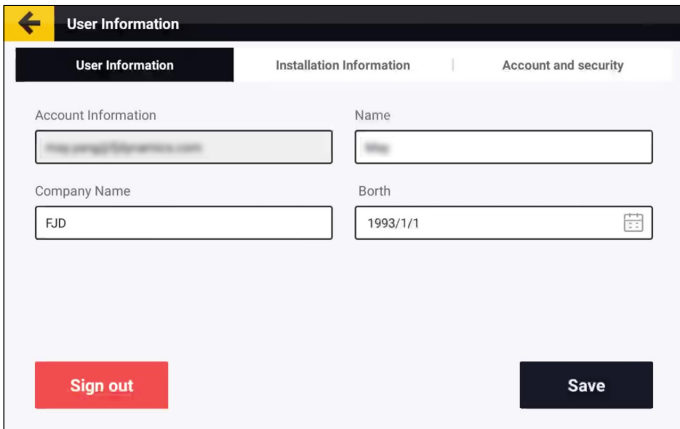 User Information
User Information
Installation Information
Account and security
Account Information
Name
Company Name
Borth
FJD
1993/1/1
Sign out
Save